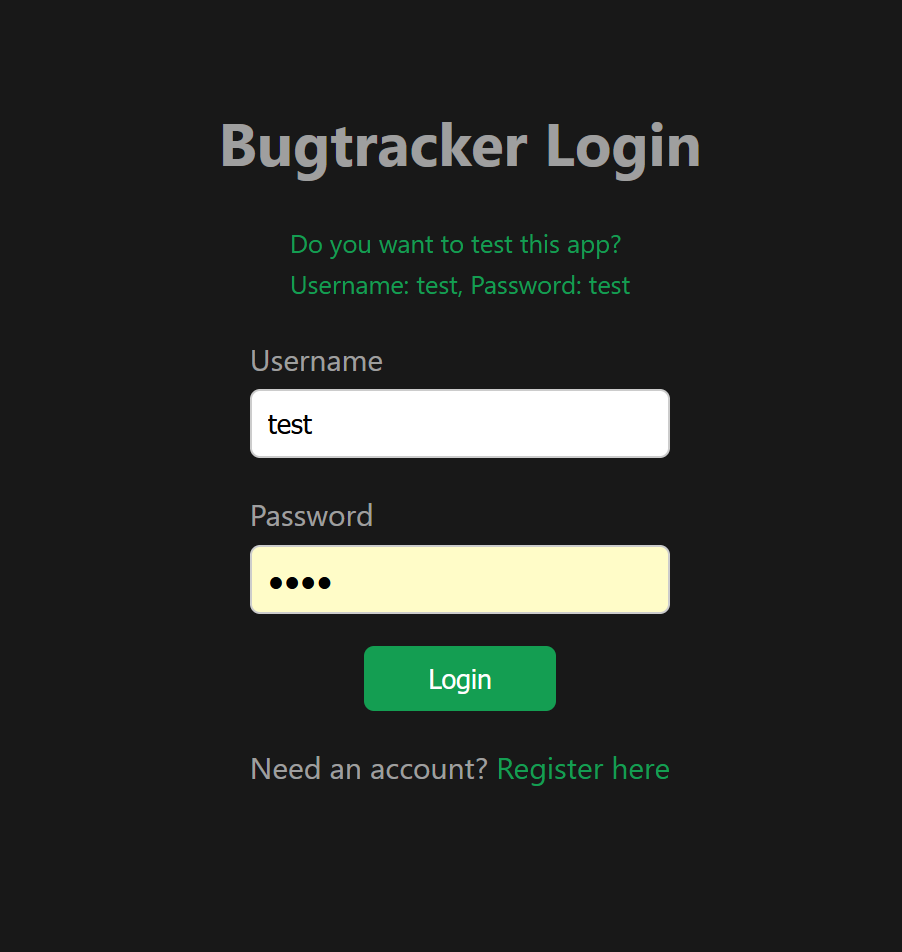 Bugtracker Login
Do you want to test this app?
Username: test, Password: test
Username
test
Password
••••
Login
Need an account? Register here